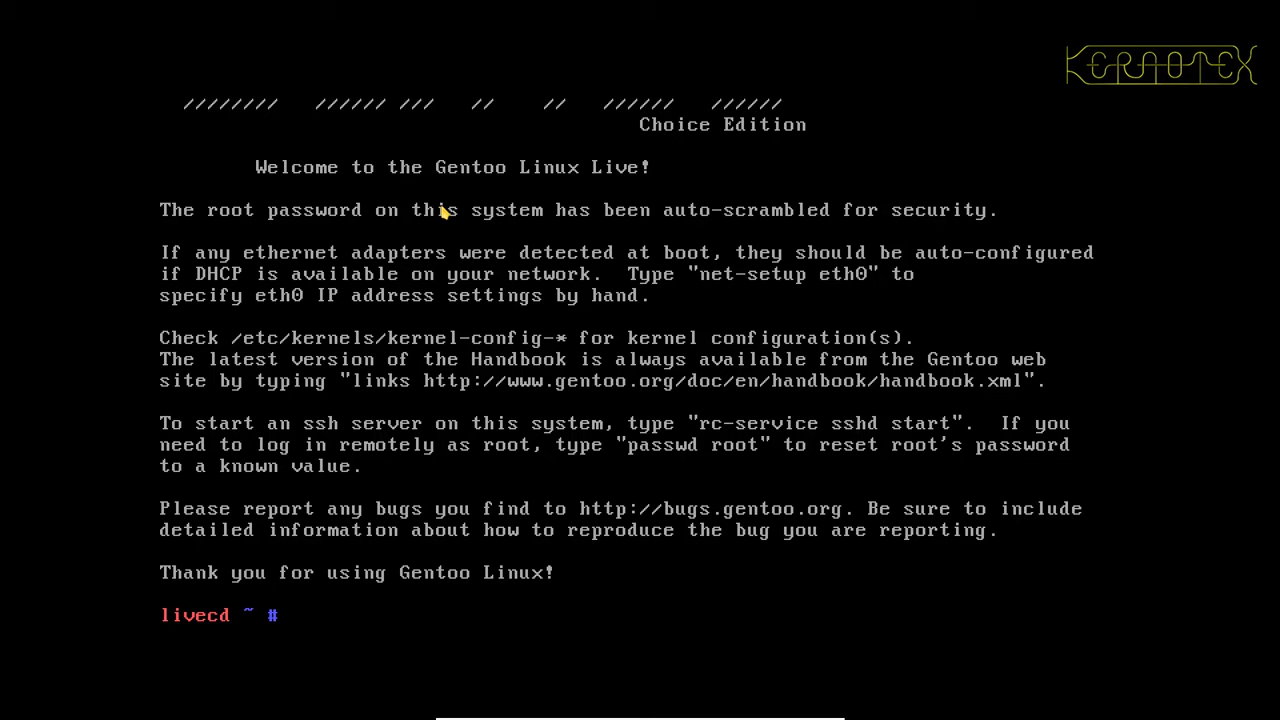 KERNOTEX
//////// ////// /// // // ////// //////
Choice Edition
Welcome to the Gentoo Linux Live!
The root password on this system has been auto-scrambled for security.
If any ethernet adapters were detected at boot, they should be auto-configured
if DHCP is available on your network.  Type "net-setup eth0" to
specify eth0 IP address settings by hand.
Check /etc/kernels/kernel-config-* for kernel configuration(s).
The latest version of the Handbook is always available from the Gentoo web
site by typing "links http://www.gentoo.org/doc/en/handbook/handbook.xml".
To start an ssh server on this system, type "rc-service sshd start".  If you
need to log in remotely as root, type "passwd root" to reset root's password
to a known value.
Please report any bugs you find to http://bugs.gentoo.org. Be sure to include
detailed information about how to reproduce the bug you are reporting.
Thank you for using Gentoo Linux!
livecd ~ #